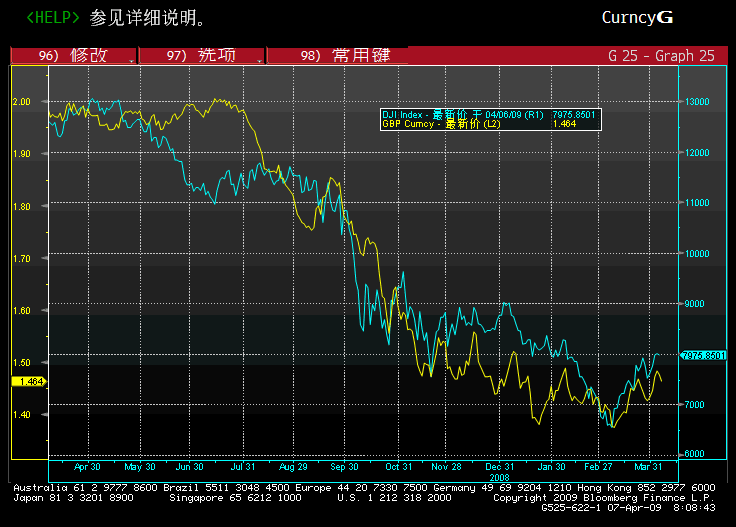 <HELP> 参见详细说明。 CurncyG
96) 修改 97) 选项 98) 常用键 G 25 - Graph 25
DJI Index - 最新价 于 04/06/09 (R1) 7975.8501
GBP Curncy - 最新价 (L2) 1.464
2.00 13000
1.90 12000
1.80 11000
1.70 10000
1.60 9000
1.50 7975.8501
1.464
1.40 7000
6000
Apr 30 May 30 Jun 30 Jul 31 Aug 29 Sep 30 Oct 31 Nov 28 Dec 31 Jan 30 Feb 27 Mar 31
2008
Australia 61 2 9777 8600 Brazil 5511 3048 4500 Europe 44 20 7330 7500 Germany 49 69 9204 1210 Hong Kong 852 2977 6000
Japan 81 3 3201 8900 Singapore 65 6212 1000 U.S. 1 212 318 2000 Copyright 2009 Bloomberg Finance L.P.
G525-622-1 07-Apr-09 8:08:43